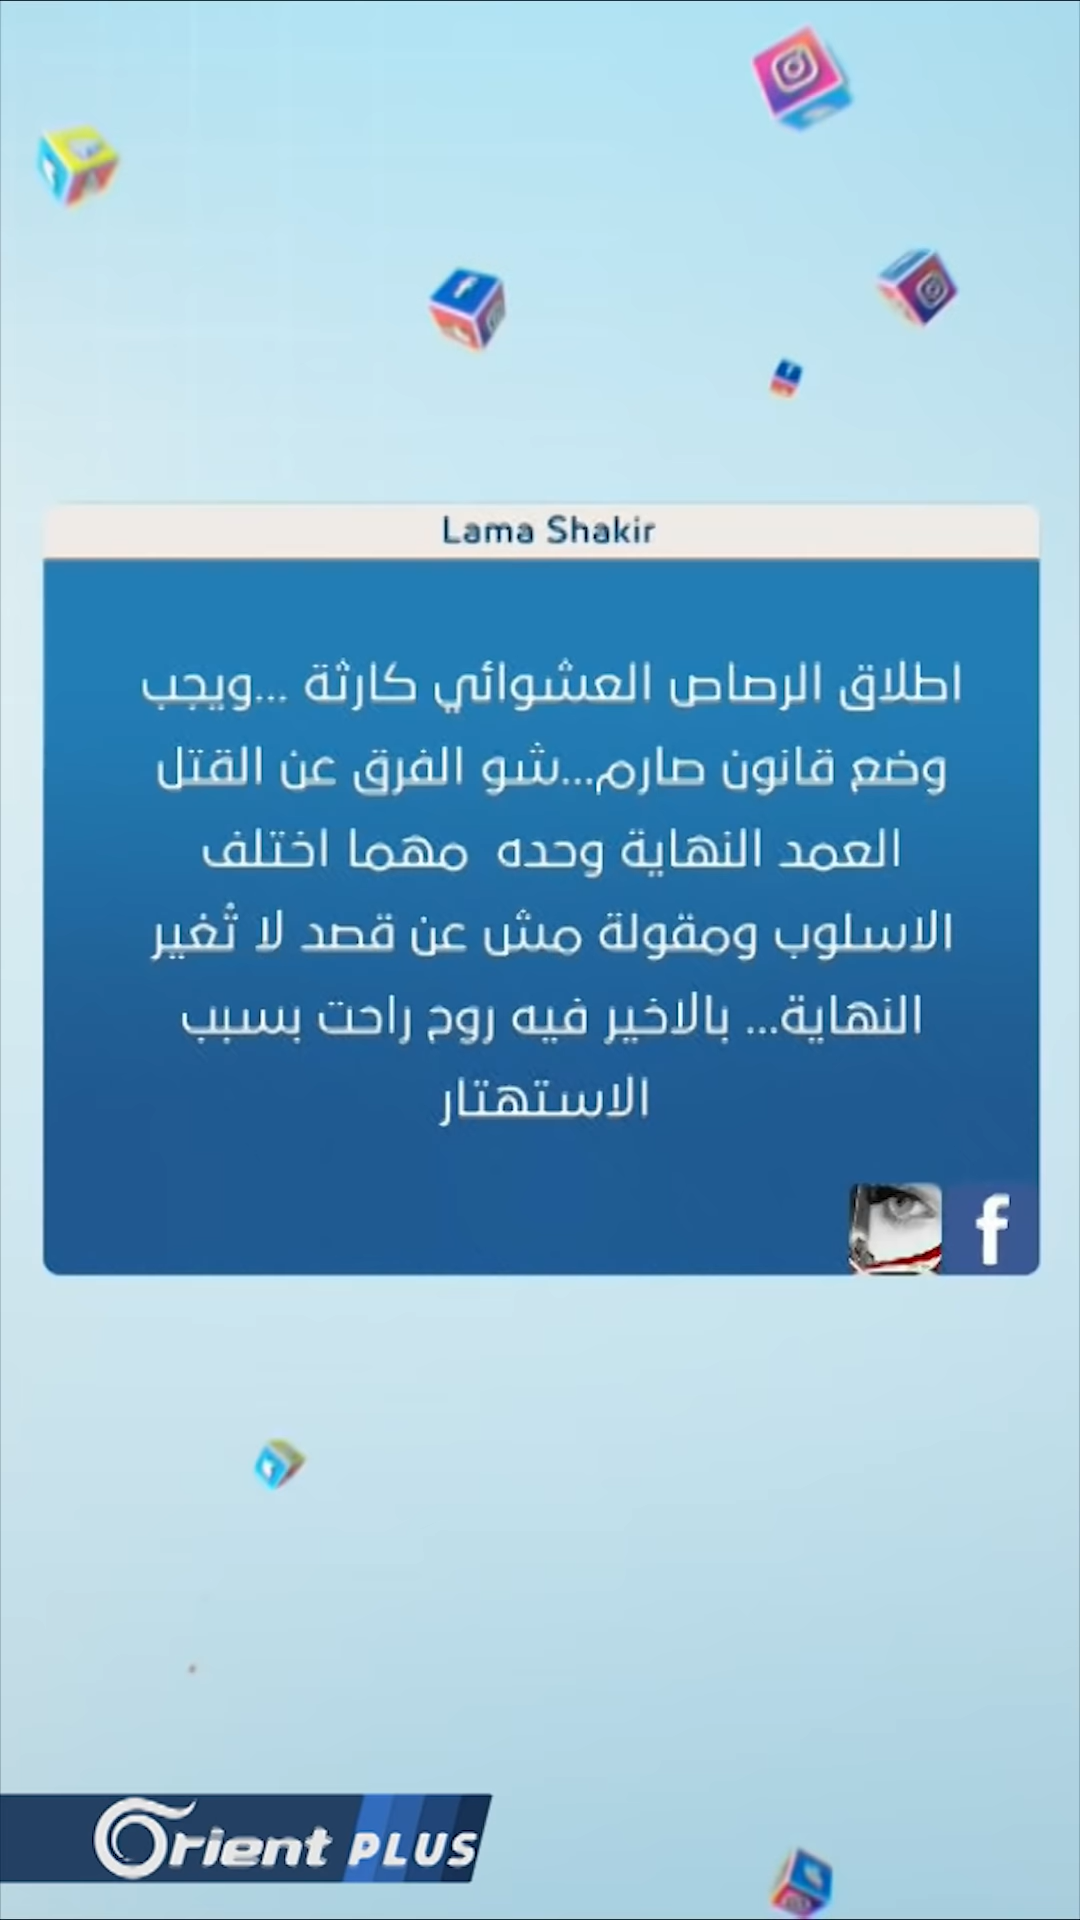 Lama Shakir
اطلاق الرصاص العشوائي كارثة ...ويجب
وضع قانون صارم...شو الفرق عن القتل
العمد النهاية وحده مهما اختلف
الاسلوب ومقولة مش عن قصد لا تُغير
النهاية... بالاخير فيه روح راحت بسبب
الاستهتار
Orient PLUS